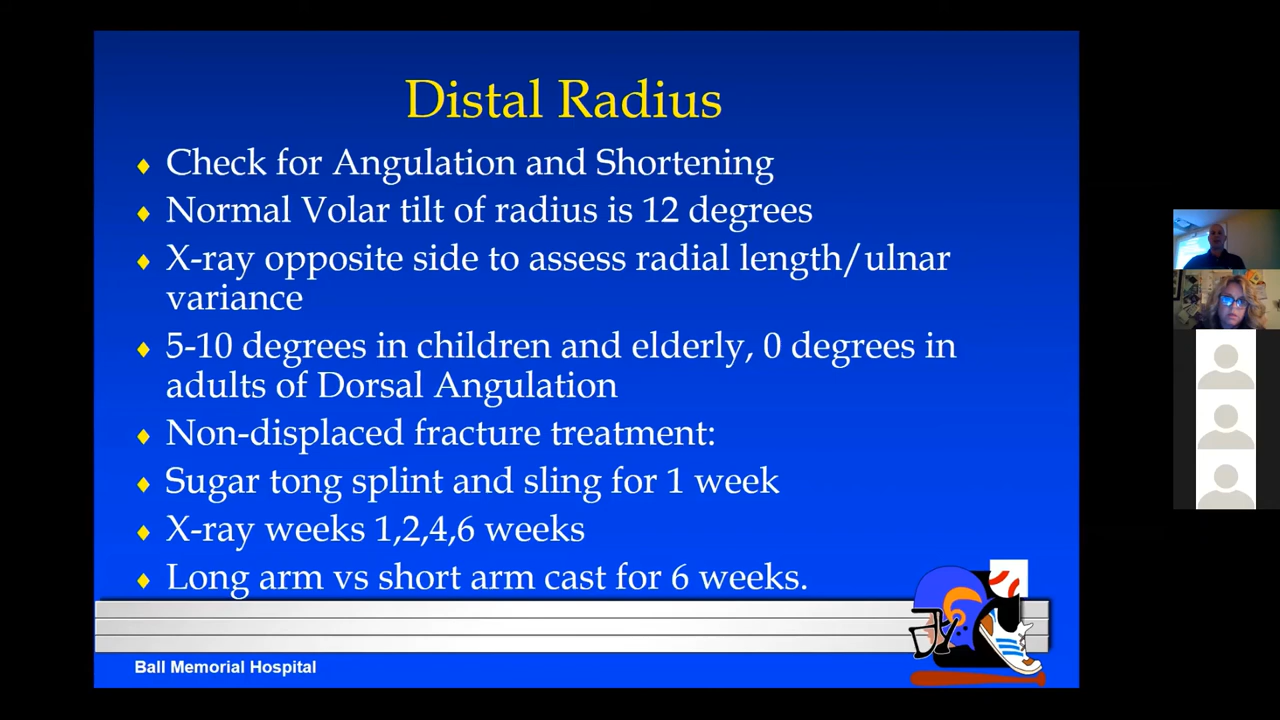 Distal Radius
Check for Angulation and Shortening
Normal Volar tilt of radius is 12 degrees
X-ray opposite side to assess radial length/ulnar
variance
5-10 degrees in children and elderly, 0 degrees in
adults of Dorsal Angulation
Non-displaced fracture treatment:
Sugar tong splint and sling for 1 week
X-ray weeks 1,2,4,6 weeks
Long arm vs short arm cast for 6 weeks.
Ball Memorial Hospital